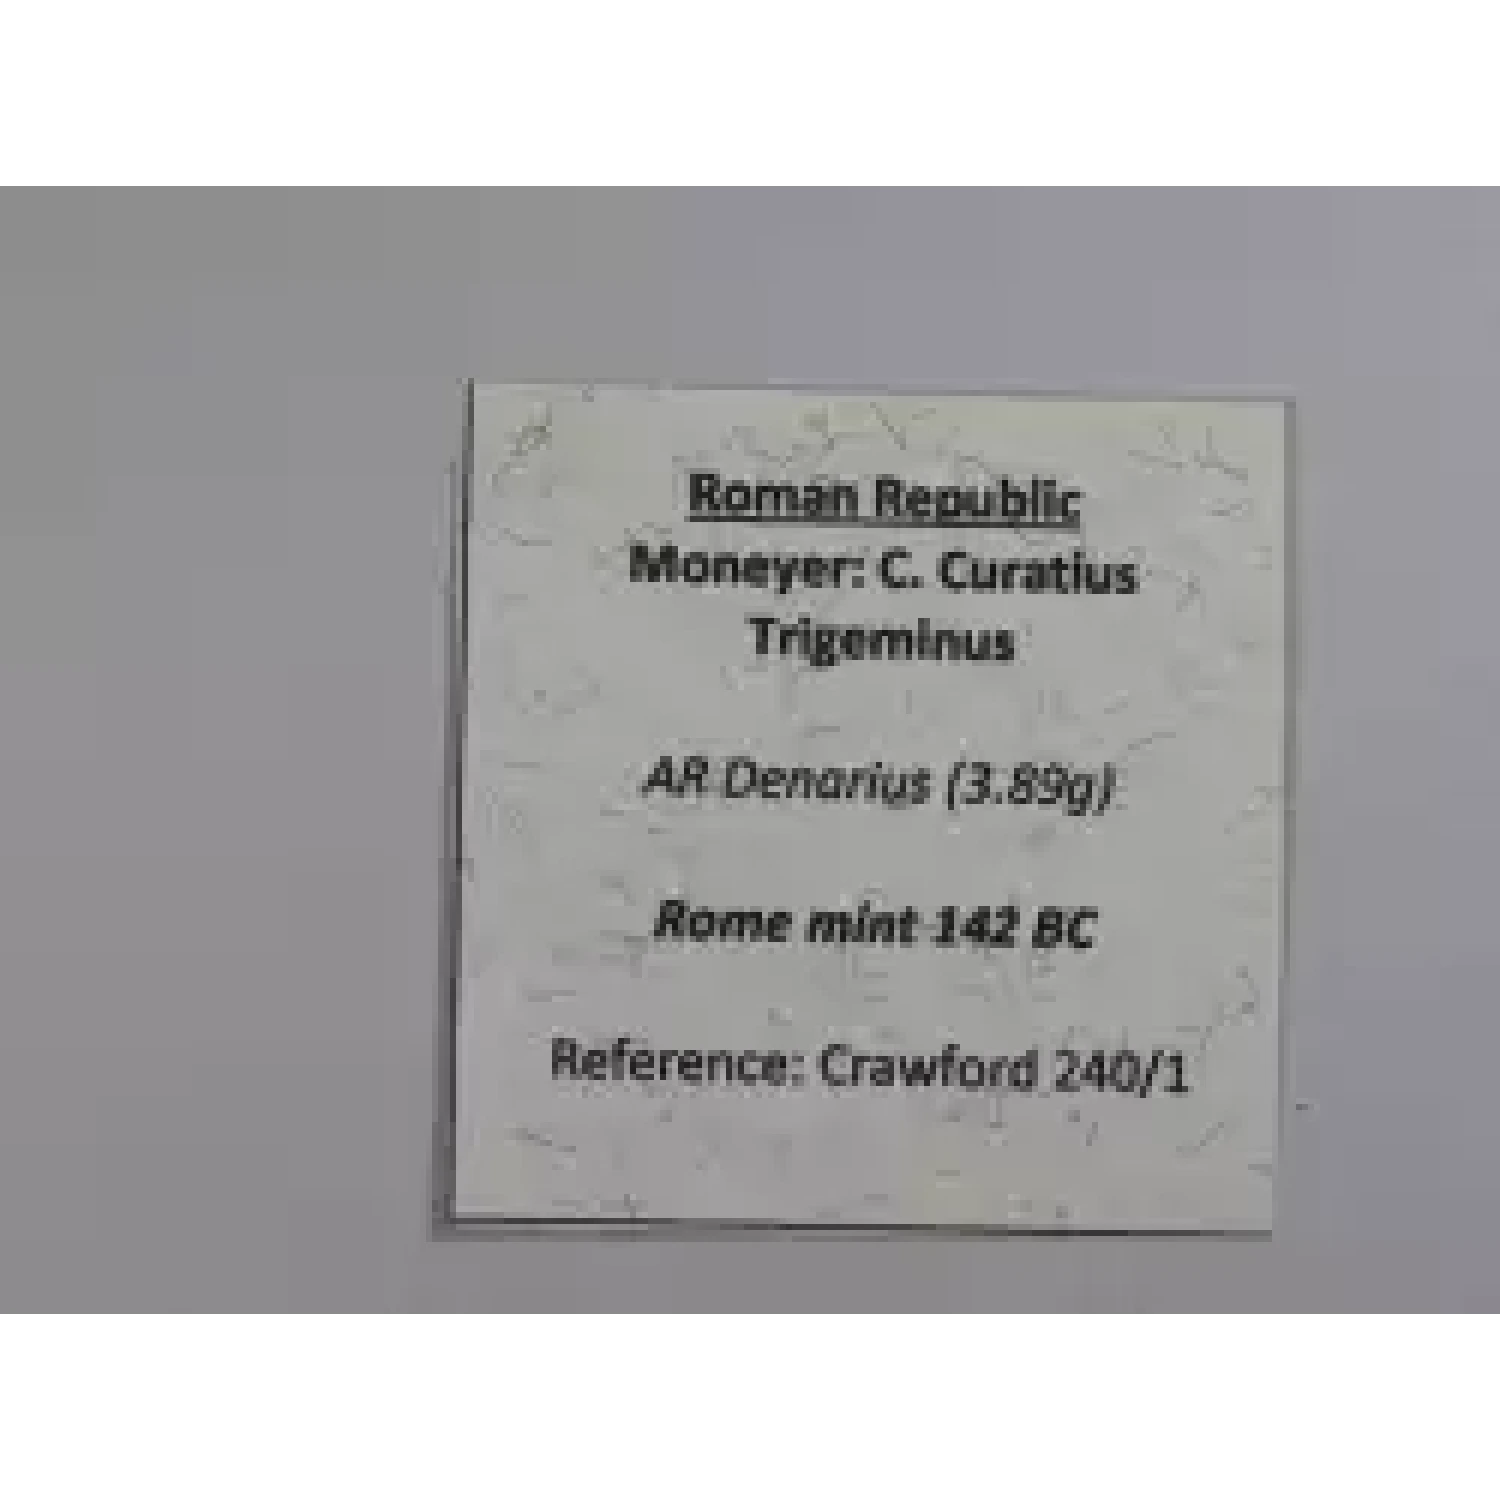 Roman Republic
Moneyer: C. Curatius
Trigeminus
AR Denarius (3.89g)
Rome mint 142 BC
Reference: Crawford 240/1